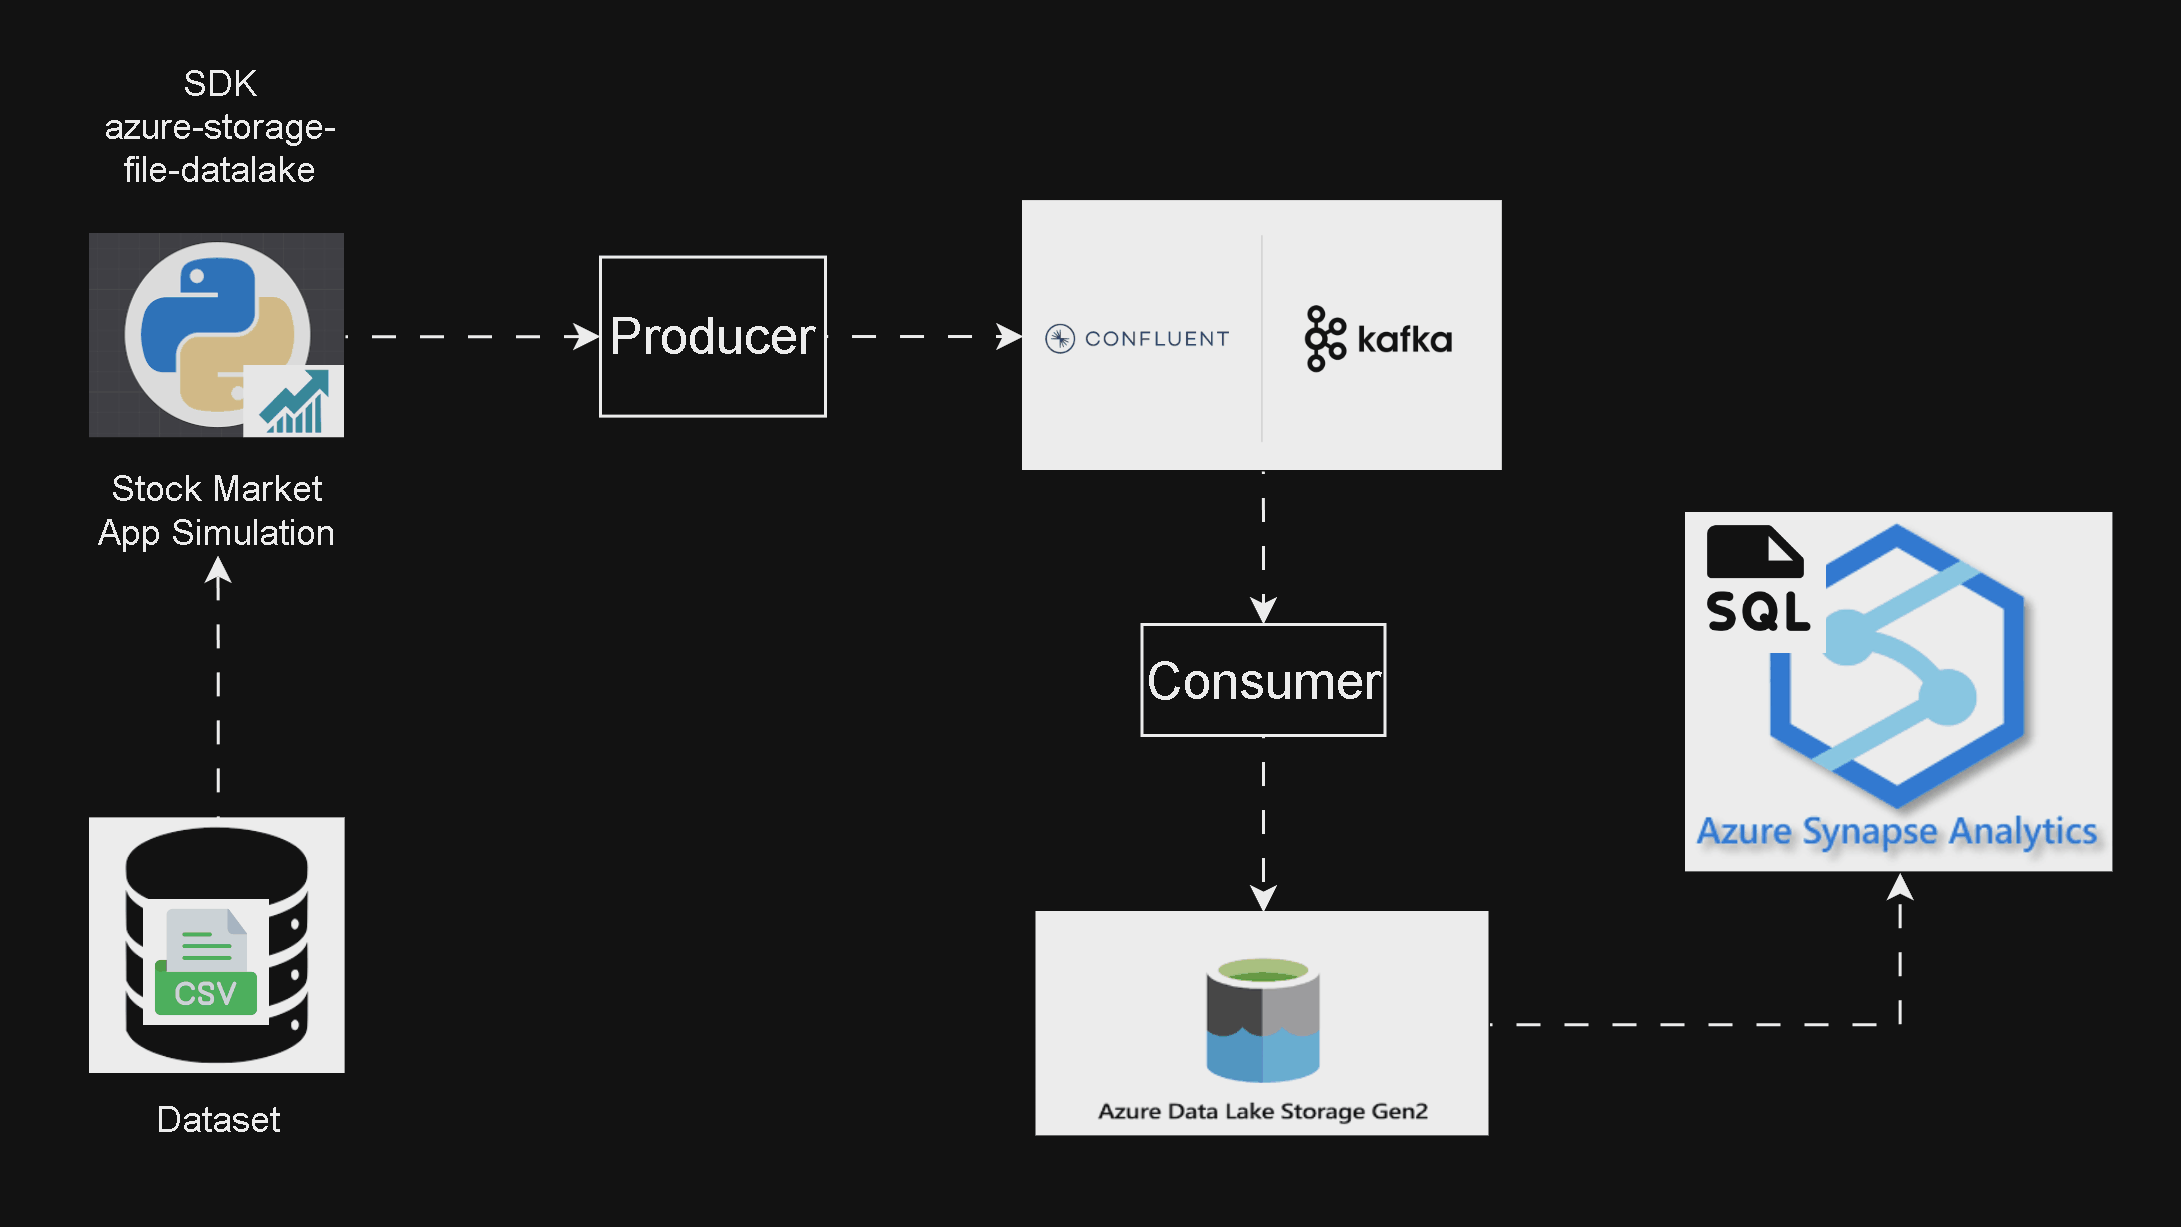 SDK
azure-storage-
file-datalake
Stock Market
App Simulation
CSV
Dataset
Producer
CONFLUENT
kafka
Consumer
Azure Data Lake Storage Gen2
SQL
Azure Synapse Analytics